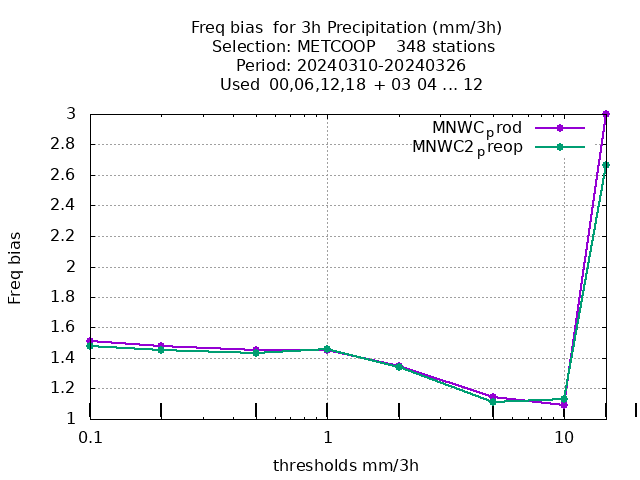 Freq bias  for 3h Precipitation (mm/3h)
Selection: METCOOP    348 stations
Period: 20240310-20240326
Used  00,06,12,18  + 03 04 ... 12
MNWCprod
MNWC2preop
3
2.8
2.6
2.4
2.2
2
1.8
1.6
1.4
1.2
1
Freq bias
0.1 1 10
thresholds mm/3h